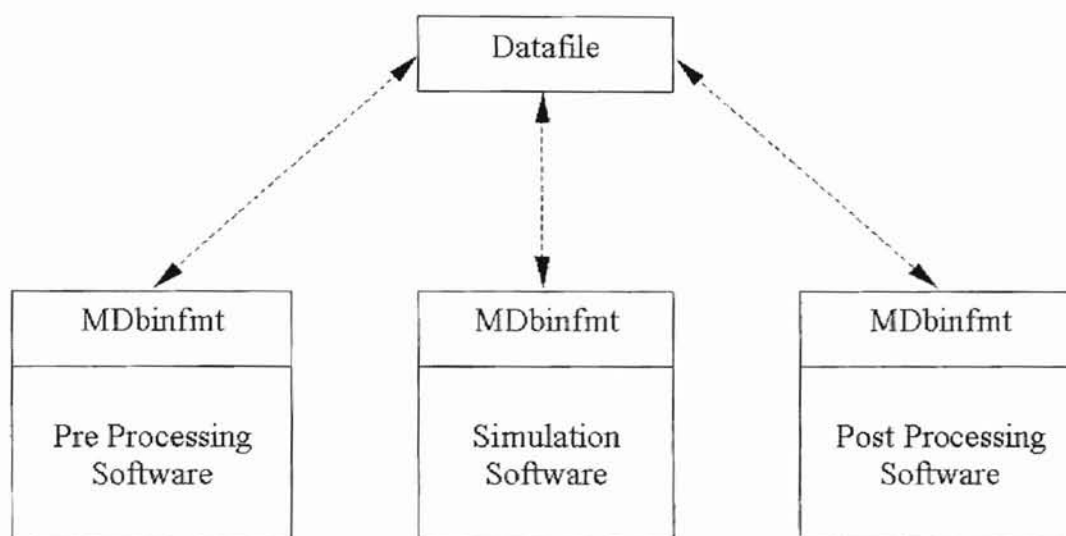 Datafile
MDbinfmt
MDbinfmt
MDbinfmt
Pre Processing
Software
Simulation
Software
Post Processing
Software